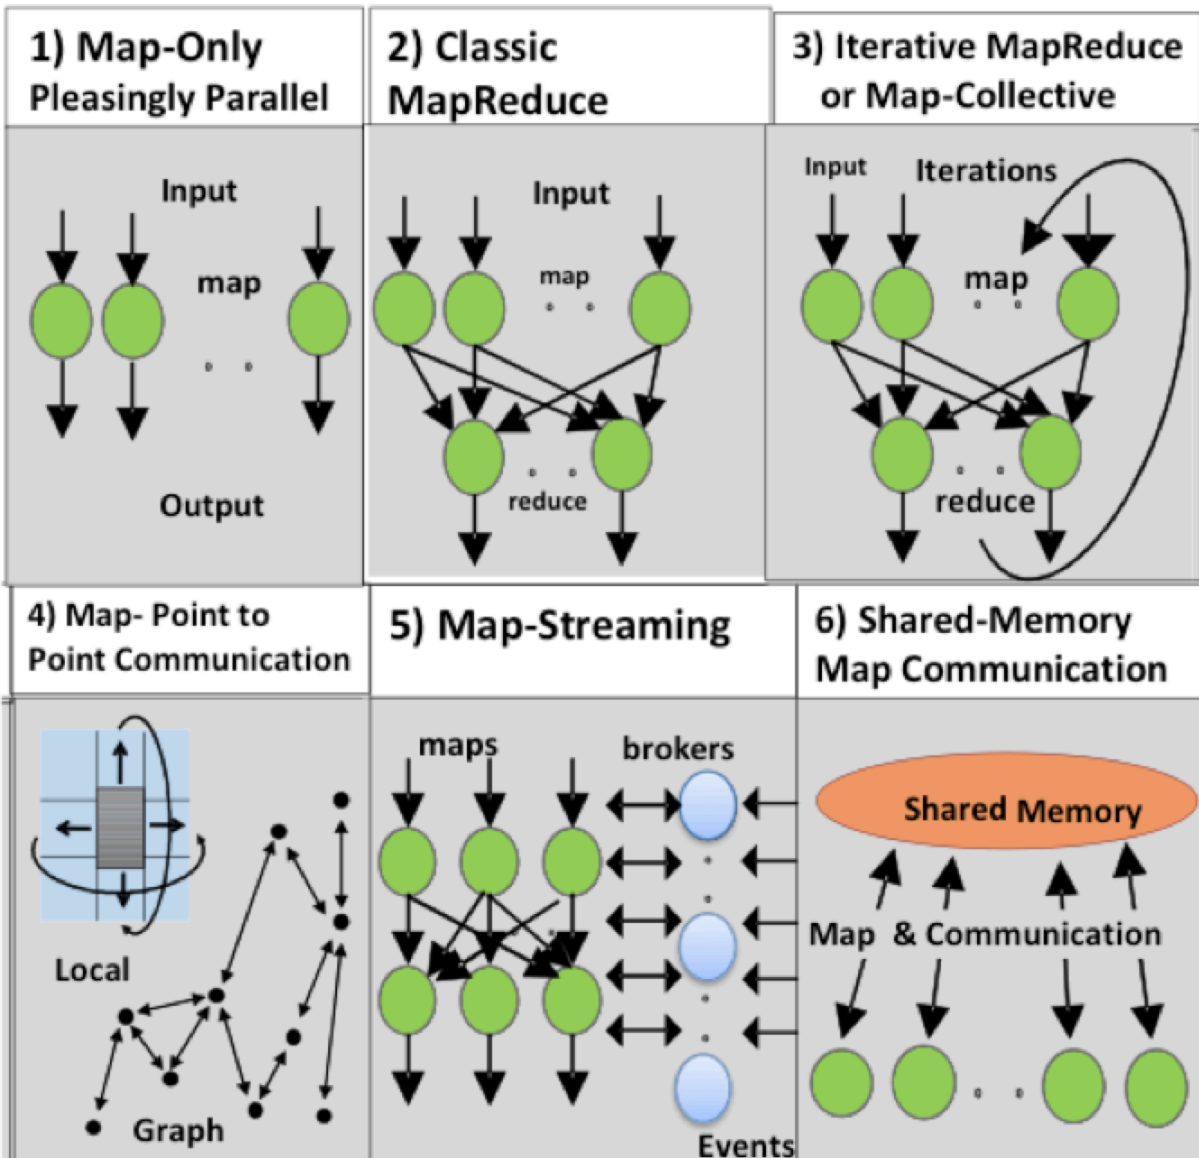 1) Map-Only
Pleasingly Parallel
Input
map
Output
2) Classic
MapReduce
Input
map
reduce
3) Iterative MapReduce
or Map-Collective
Input
Iterations
map
reduce
4) Map- Point to
Point Communication
Local
Graph
5) Map-Streaming
maps
brokers
Events
6) Shared-Memory
Map Communication
Shared Memory
Map & Communication